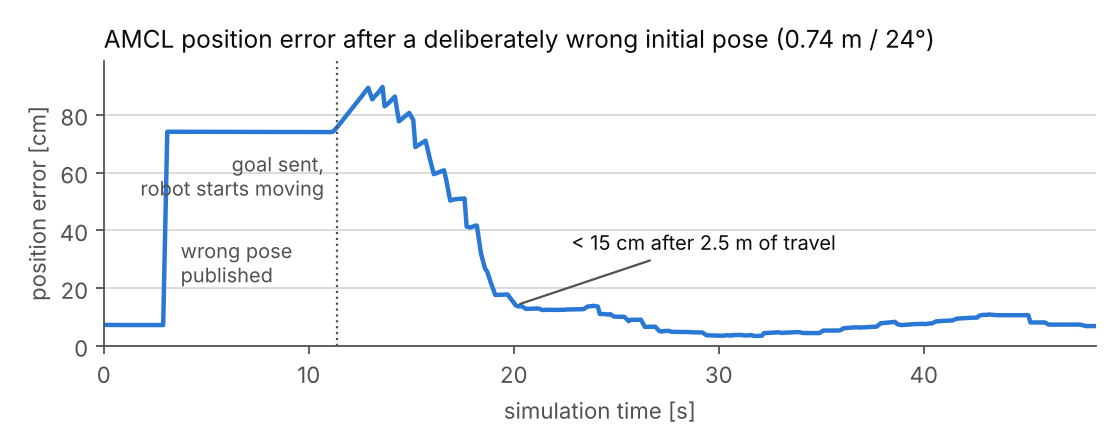 AMCL position error after a deliberately wrong initial pose (0.74 m / 24°)
position error [cm]
80
60
40
20
0
goal sent,
robot starts moving
wrong pose
published
< 15 cm after 2.5 m of travel
0
10
20
30
40
simulation time [s]